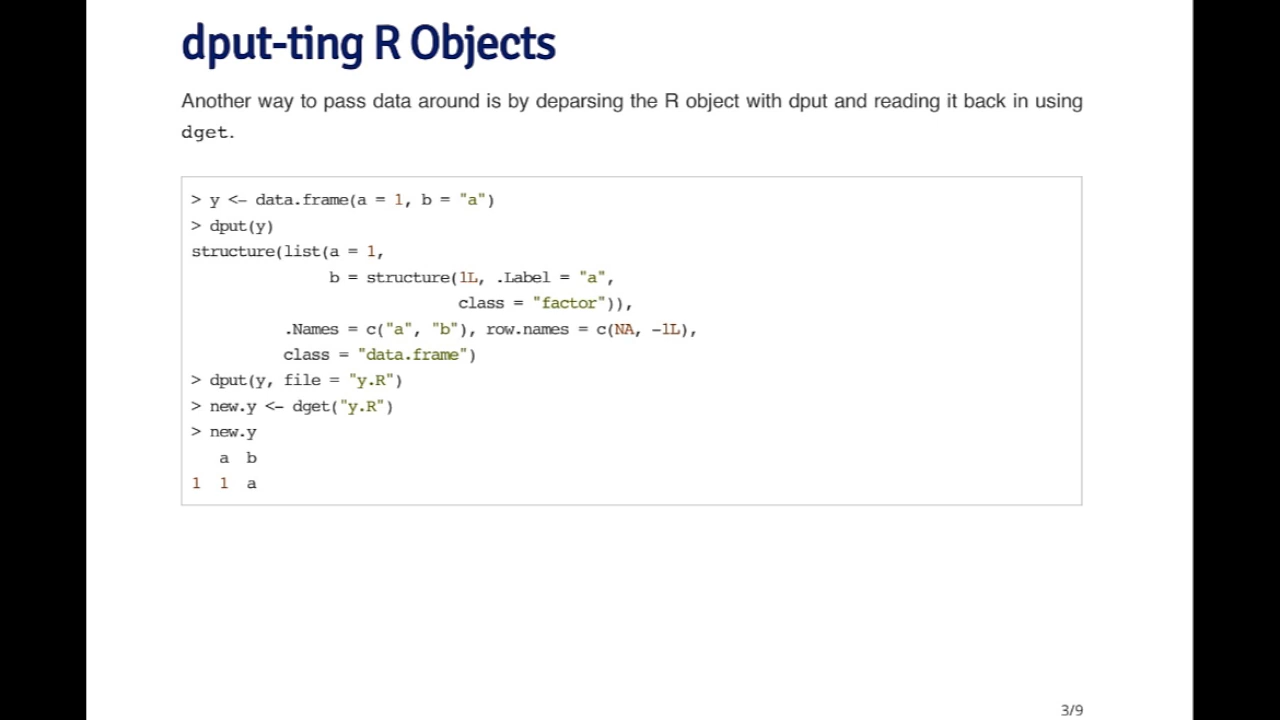 dput-ting R Objects
Another way to pass data around is by deparsing the R object with dput and reading it back in using
dget.
> y <- data.frame(a = 1, b = "a")
> dput(y)
structure(list(a = 1,
               b = structure(1L, .Label = "a",
                             class = "factor")),
          .Names = c("a", "b"), row.names = c(NA, -1L),
          class = "data.frame")
> dput(y, file = "y.R")
> new.y <- dget("y.R")
> new.y
   a  b
1  1  a
3/9